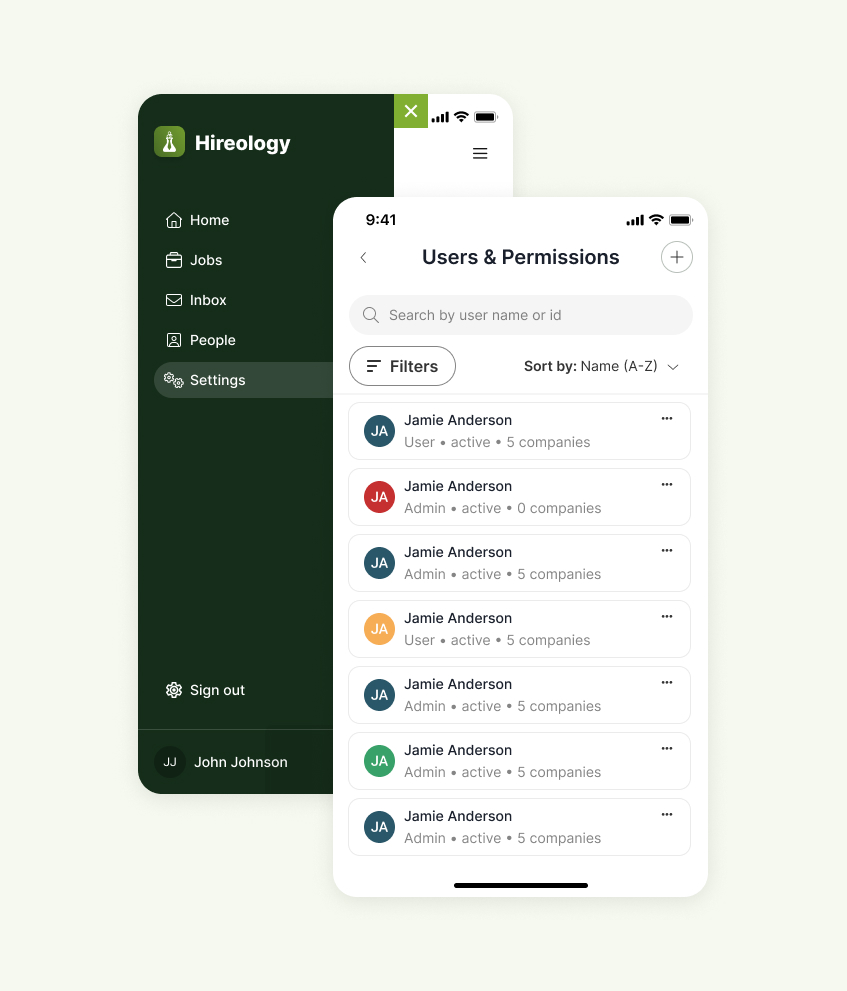 Hireology
Home
Jobs
Inbox
People
Settings
Sign out
JJ John Johnson
9:41
Users & Permissions
Search by user name or id
Filters
Sort by: Name (A-Z)
JA
Jamie Anderson
User • active • 5 companies
JA
Jamie Anderson
Admin • active • 0 companies
JA
Jamie Anderson
Admin • active • 5 companies
JA
Jamie Anderson
User • active • 5 companies
JA
Jamie Anderson
Admin • active • 5 companies
JA
Jamie Anderson
Admin • active • 5 companies
JA
Jamie Anderson
Admin • active • 5 companies